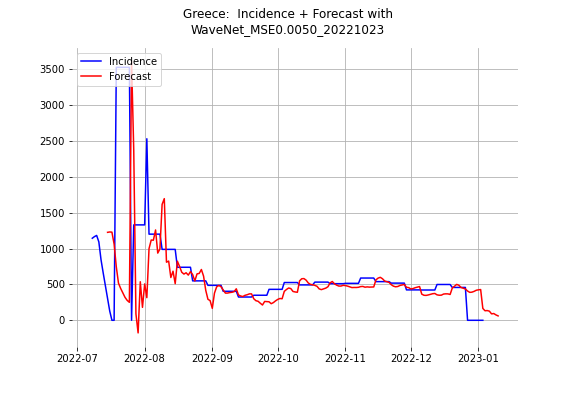 Greece:  Incidence + Forecast with
WaveNet_MSE0.0050_20221023
Incidence
Forecast
3500
3000
2500
2000
1500
1000
500
0
2022-07 2022-08 2022-09 2022-10 2022-11 2022-12 2023-01